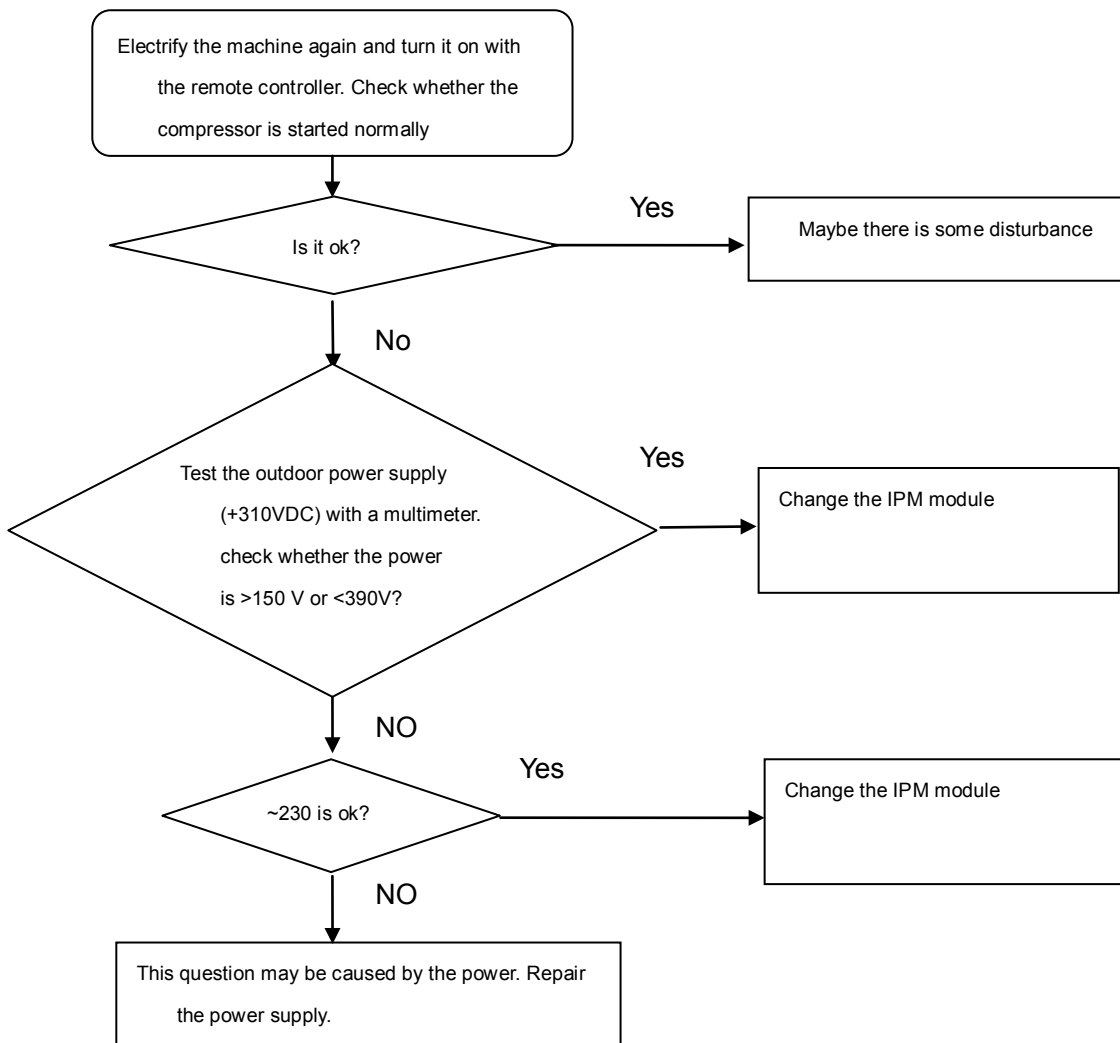 Electrify the machine again and turn it on with
the remote controller. Check whether the
compressor is started normally
Yes
Is it ok?
Maybe there is some disturbance
No
Test the outdoor power supply
(+310VDC) with a multimeter.
check whether the power
is >150 V or <390V?
Yes
Change the IPM module
NO
~230 is ok?
Yes
Change the IPM module
NO
This question may be caused by the power. Repair
the power supply.